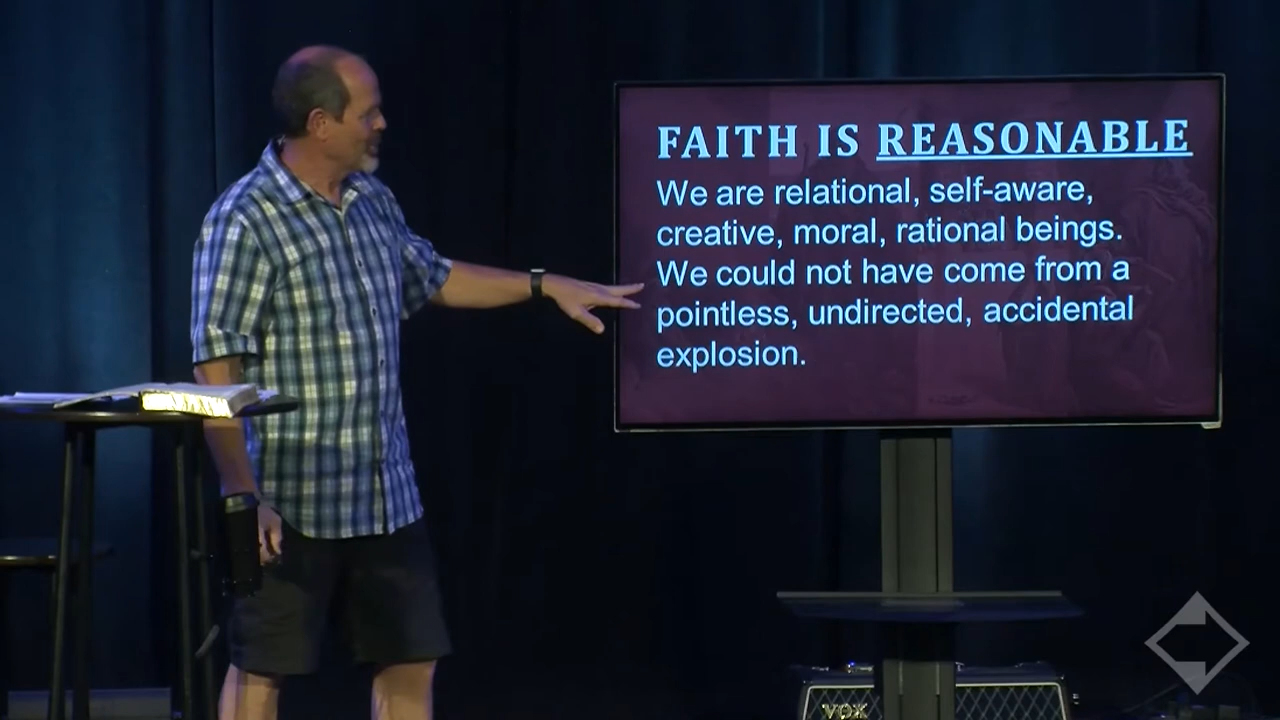 FAITH IS REASONABLE
We are relational, self-aware,
creative, moral, rational beings.
We could not have come from a
pointless, undirected, accidental
explosion.
VOX